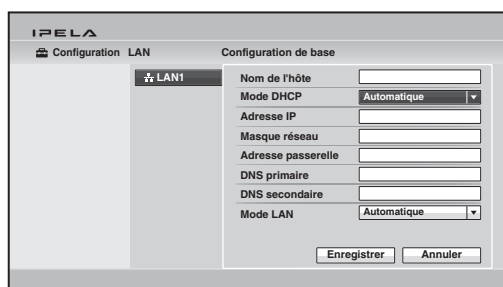 IPELA
Configuration LAN Configuration de base
LAN1
Nom de l'hôte
Mode DHCP Automatique
Adresse IP
Masque réseau
Adresse passerelle
DNS primaire
DNS secondaire
Mode LAN Automatique
Enregistrer Annuler